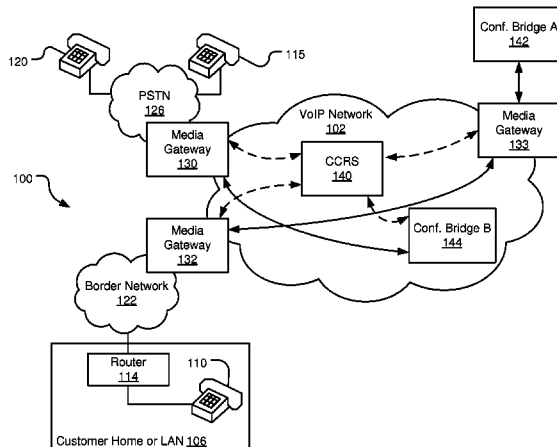 120
115
Conf. Bridge A
142
PSTN
126
VoIP Network
102
Media
Gateway
130
CCRS
140
Media
Gateway
133
100
Media
Gateway
132
Conf. Bridge B
144
Border Network
122
Router
114
110
Customer Home or LAN 106